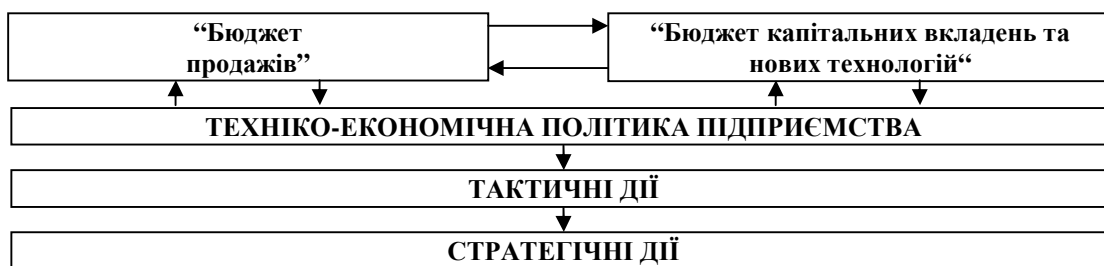 “Бюджет
продажів”
“Бюджет капітальних вкладень та
нових технологій“
ТЕХНІКО-ЕКОНОМІЧНА ПОЛІТИКА ПІДПРИЄМСТВА
ТАКТИЧНІ ДІЇ
СТРАТЕГІЧНІ ДІЇ